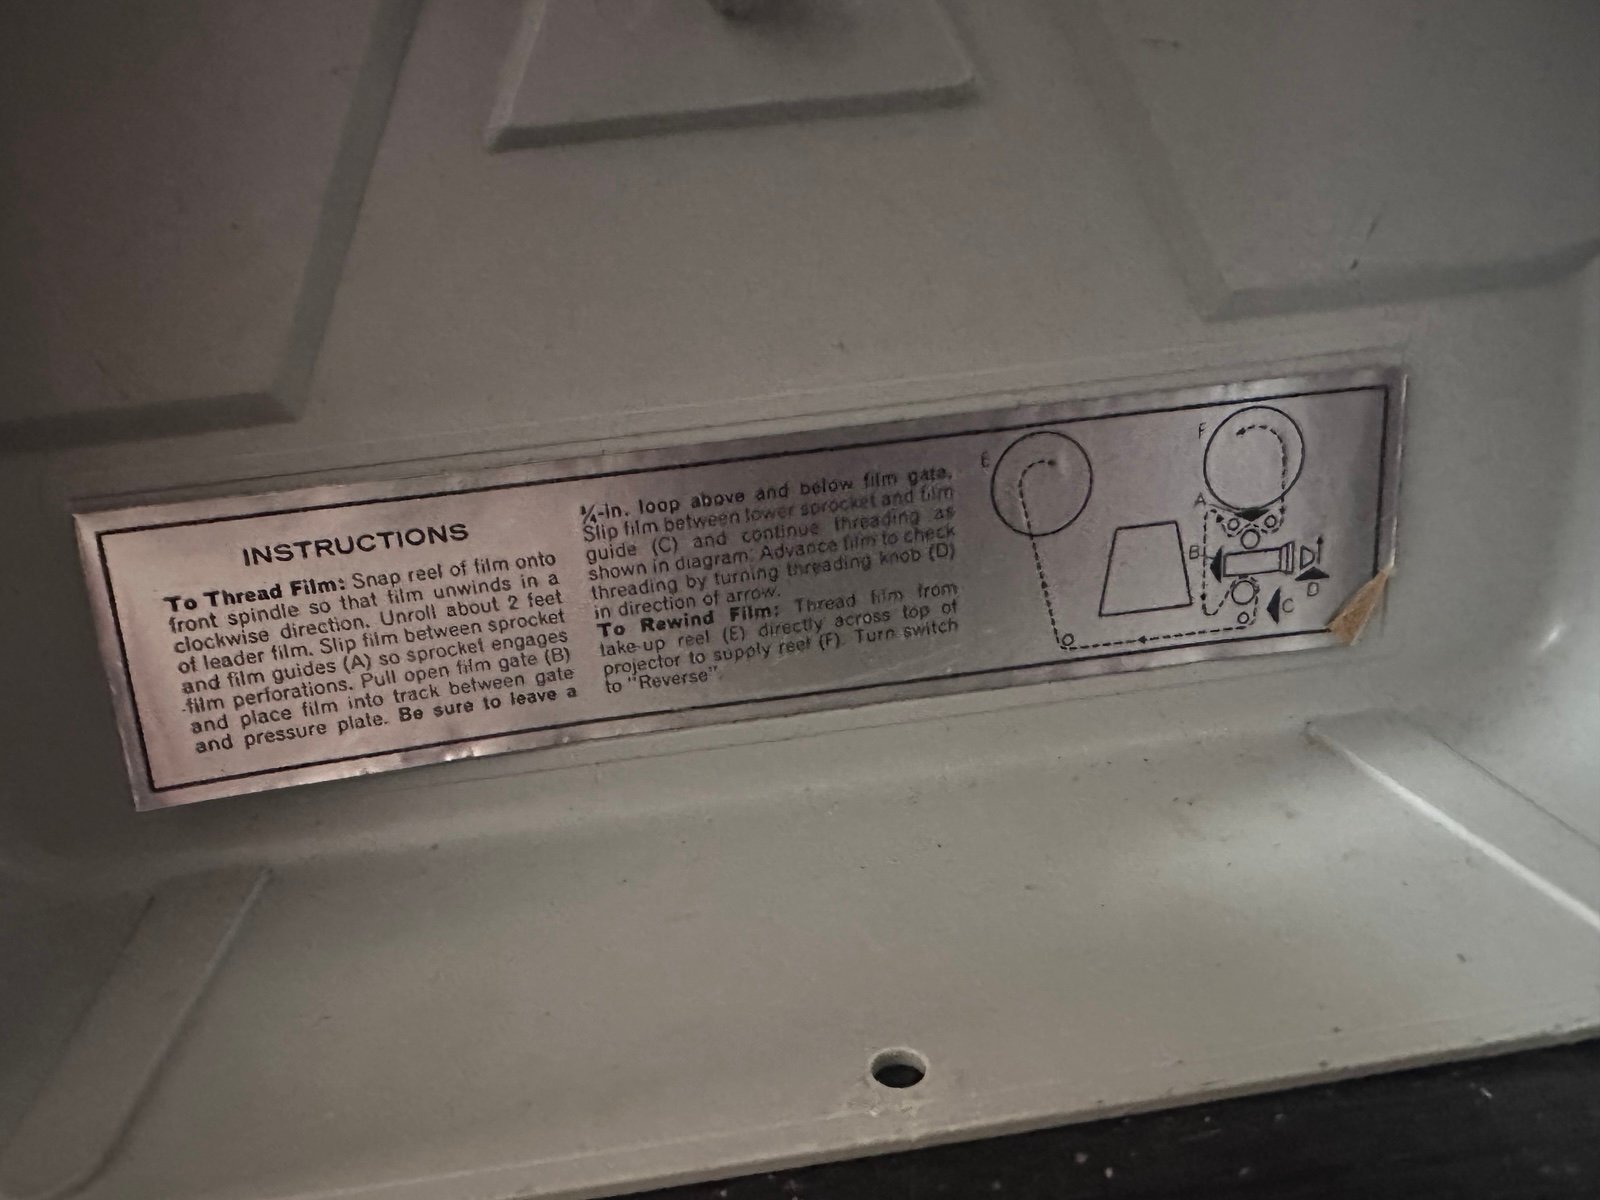 INSTRUCTIONS
To Thread Film: Snap reel of film onto
front spindle so that film unwinds in a
clockwise direction. Unroll about 2 feet
of leader film. Slip film between sprocket
and film guides (A) so sprocket engages
film perforations. Pull open film gate (B)
and place film into track between gate
and pressure plate. Be sure to leave a
¼-in. loop above and below film gate.
Slip film between lower sprocket and film
guide (C) and continue threading as
shown in diagram. Advance film to check
threading by turning threading knob (D)
in direction of arrow.
To Rewind Film: Thread film from
take-up reel (E) directly across top of
projector to supply reel (F). Turn switch
to "Reverse".
E
F
A
B
D
C